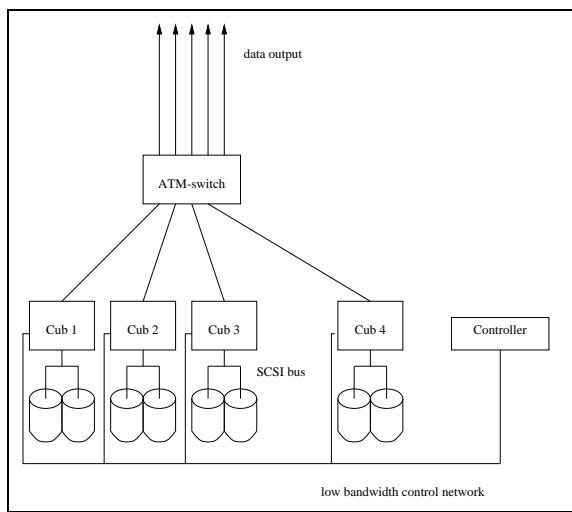 data output
ATM-switch
Cub 1
Cub 2
Cub 3
Cub 4
Controller
SCSI bus
low bandwidth control network